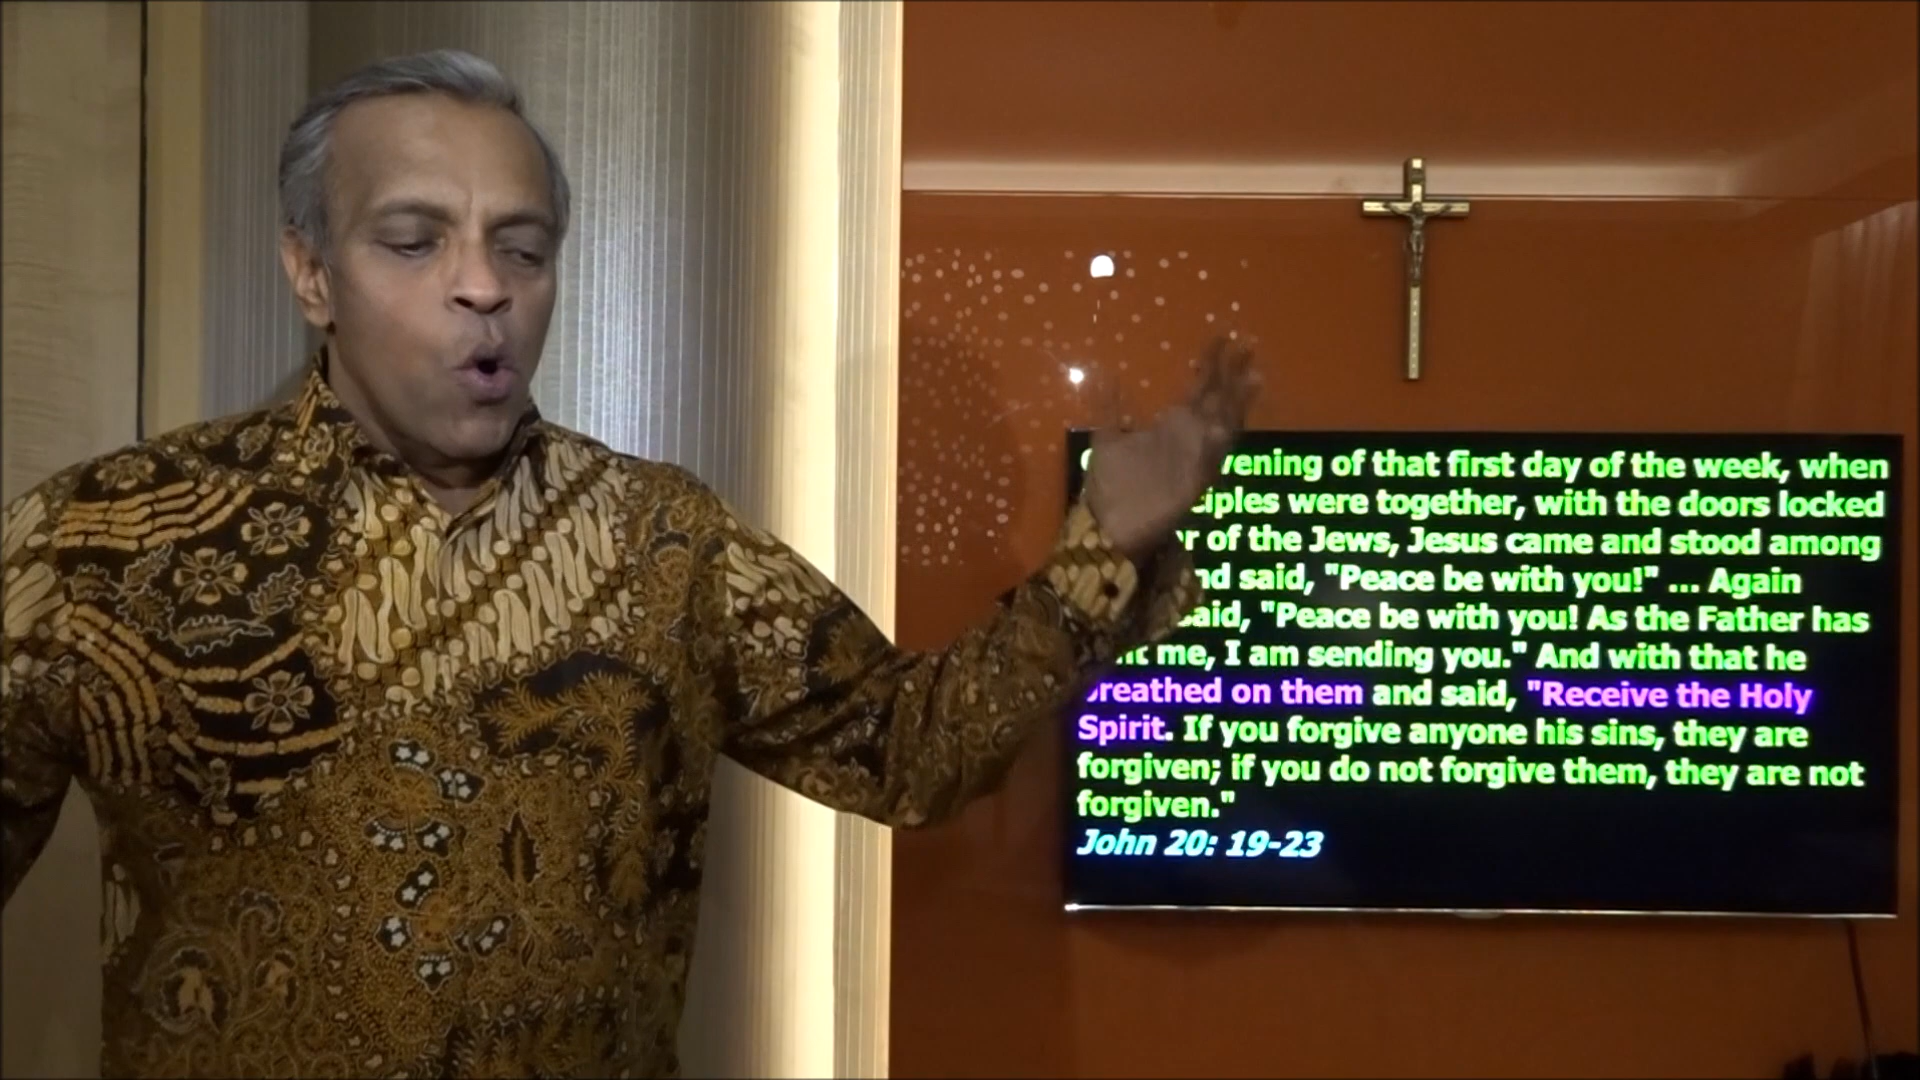 vening of that first day of the week, when
ciples were together, with the doors locked
r of the Jews, Jesus came and stood among
nd said, "Peace be with you!" ... Again
said, "Peace be with you! As the Father has
nt me, I am sending you." And with that he
breathed on them and said, "Receive the Holy
Spirit. If you forgive anyone his sins, they are
forgiven; if you do not forgive them, they are not
forgiven."
John 20: 19-23